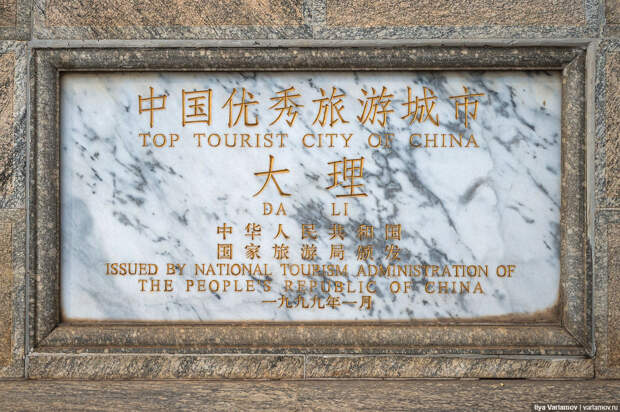 中国优秀旅游城市
TOP TOURIST CITY OF CHINA
大理
DA LI
中华人民共和国
国家旅游局颁发
ISSUED BY NATIONAL TOURISM ADMINISTRATION OF
THE PEOPLE'S REPUBLIC OF CHINA
一九九九年一月
Ilya Varlamov | varlamov.ru